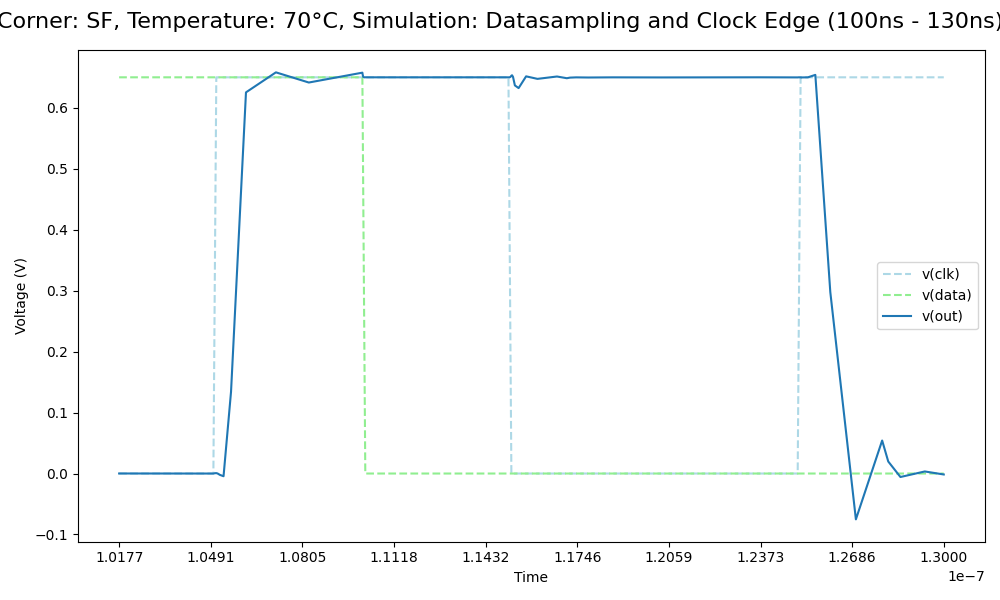 Corner: SF, Temperature: 70°C, Simulation: Datasampling and Clock Edge (100ns - 130ns)
Voltage (V)
0.6
0.5
0.4
0.3
0.2
0.1
0.0
−0.1
v(clk)
v(data)
v(out)
1.0177 1.0491 1.0805 1.1118 1.1432 1.1746 1.2059 1.2373 1.2686 1.3000
1e−7
Time